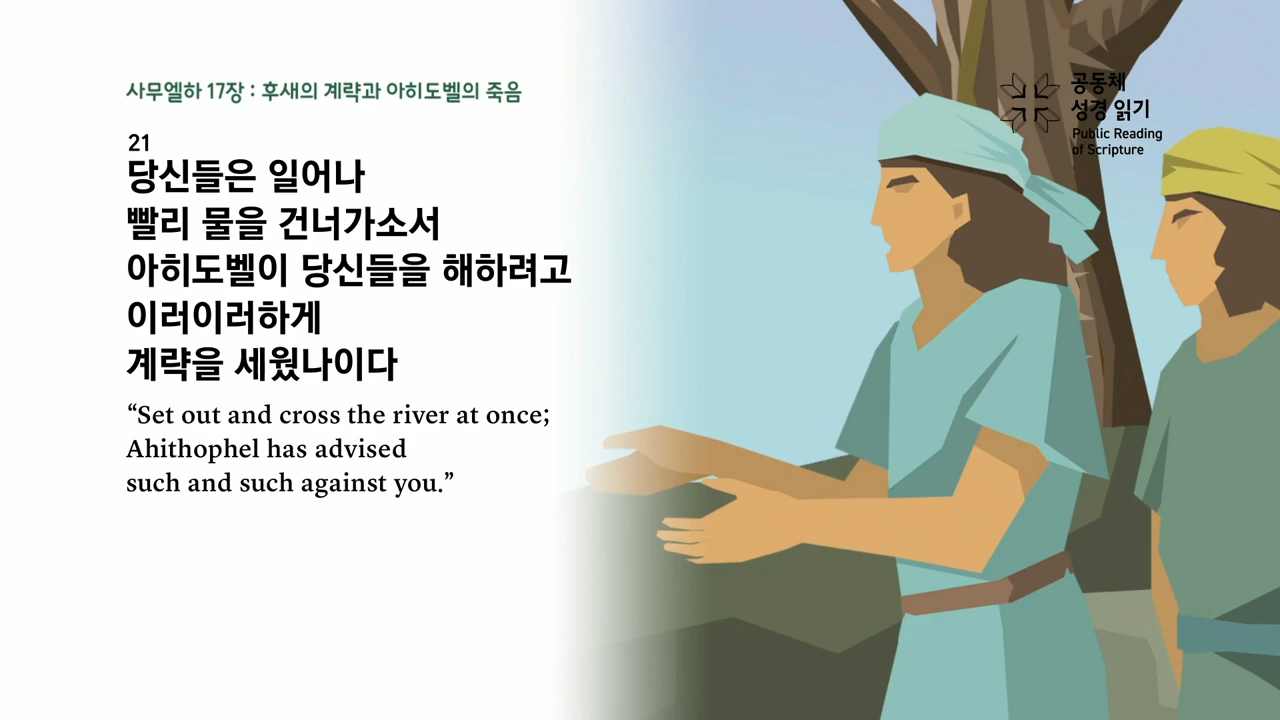 사무엘하 17장 : 후새의 계략과 아히도벨의 죽음
21
당신들은 일어나
빨리 물을 건너가소서
아히도벨이 당신들을 해하려고
이러이러하게
계략을 세웠나이다
“Set out and cross the river at once;
Ahithophel has advised
such and such against you.”
공동체
성경 읽기
Public Reading
of Scripture